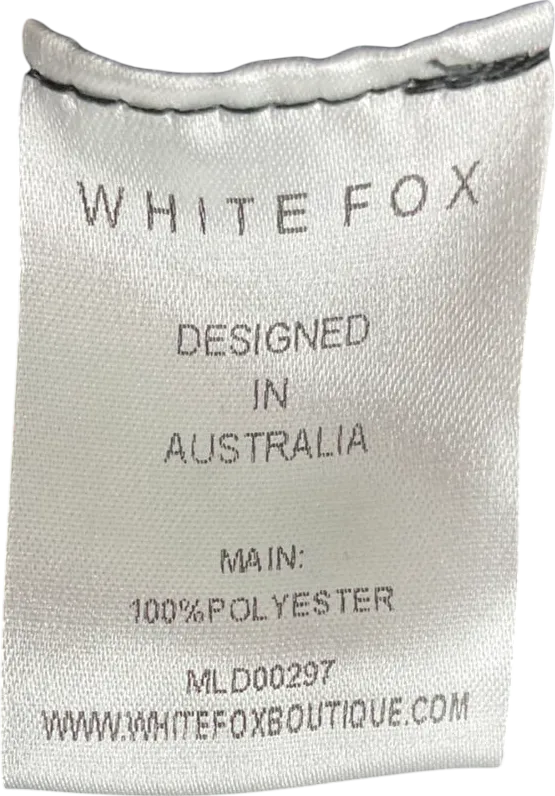 WHITE FOX
DESIGNED
IN
AUSTRALIA
MAIN:
100%POLYESTER
MLD00297
WWW.WHITEFOXBOUTIQUE.COM